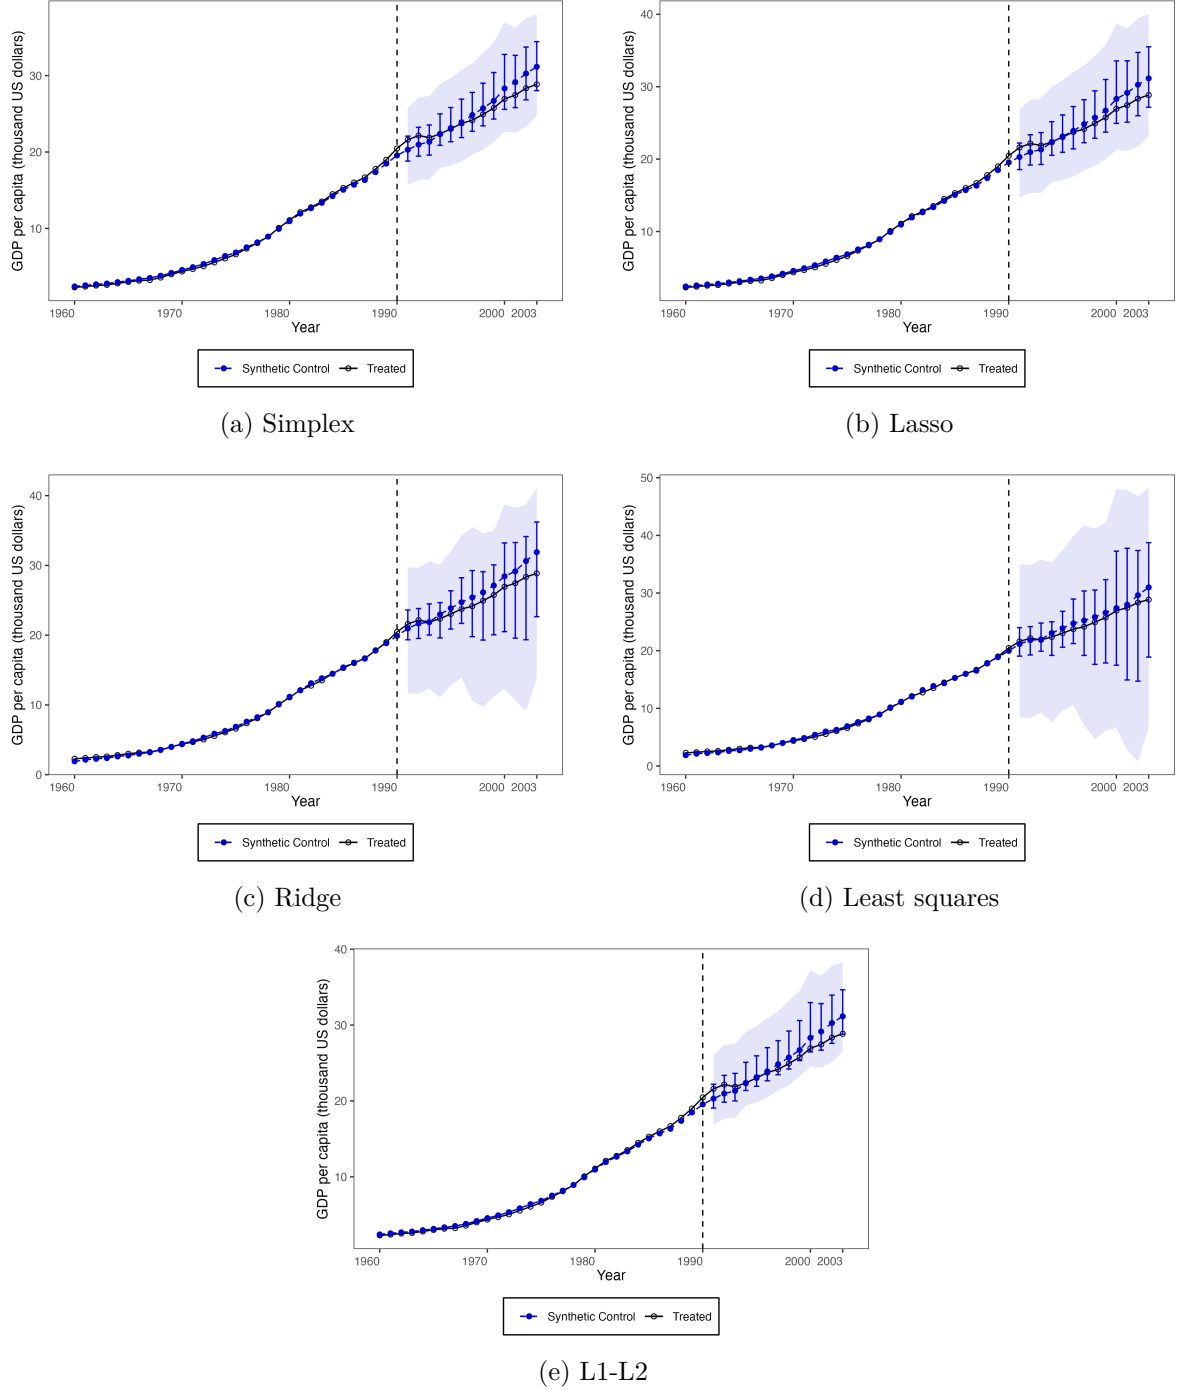 GDP per capita (thousand US dollars)
30
20
10
1960 1970 1980 1990 2000 2003
Year
Synthetic Control Treated
(a) Simplex
GDP per capita (thousand US dollars)
40
30
20
10
1960 1970 1980 1990 2000 2003
Year
Synthetic Control Treated
(b) Lasso
GDP per capita (thousand US dollars)
40
30
20
10
0
1960 1970 1980 1990 2000 2003
Year
Synthetic Control Treated
(c) Ridge
GDP per capita (thousand US dollars)
50
40
30
20
10
0
1960 1970 1980 1990 2000 2003
Year
Synthetic Control Treated
(d) Least squares
GDP per capita (thousand US dollars)
40
30
20
10
1960 1970 1980 1990 2000 2003
Year
Synthetic Control Treated
(e) L1-L2